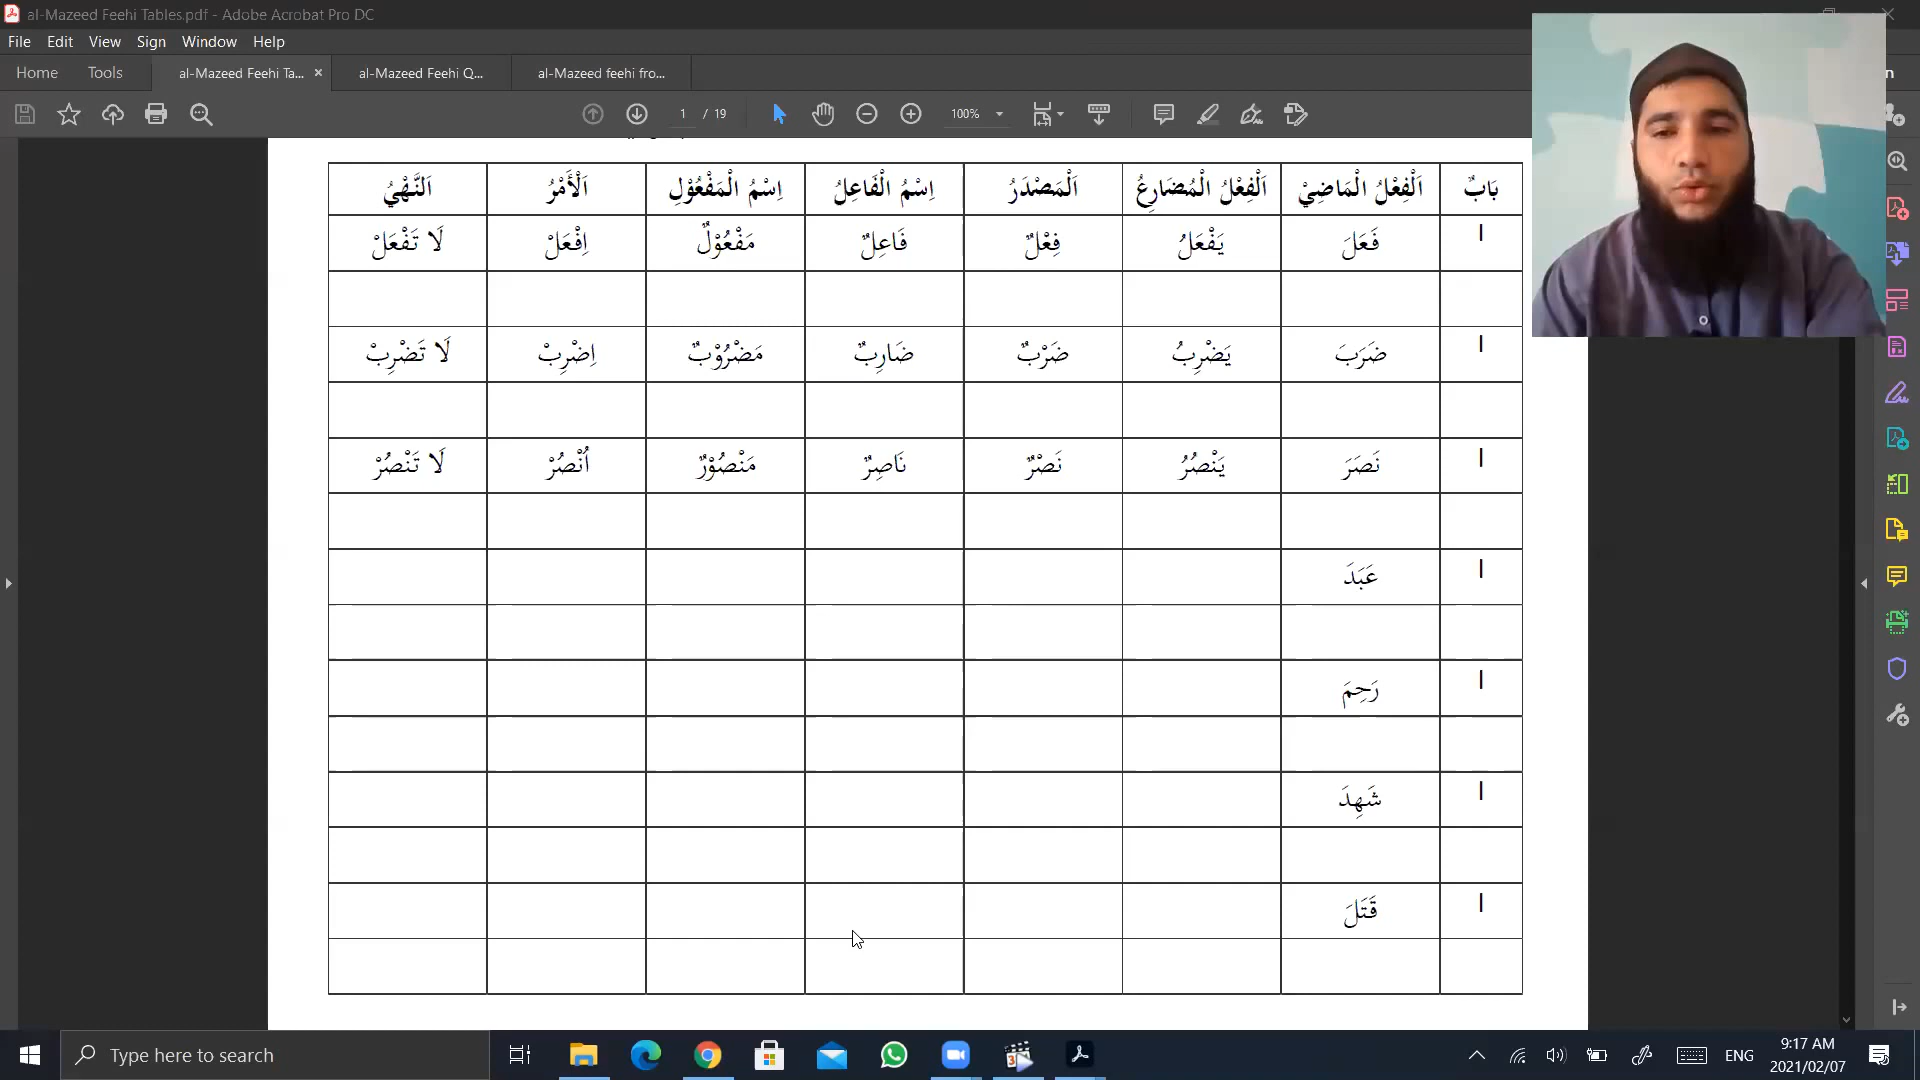 al-Mazeed Feehi Tables.pdf - Adobe Acrobat Pro DC
File Edit View Sign Window Help
Home Tools al-Mazeed Feehi Ta... × al-Mazeed Feehi Q... al-Mazeed feehi fro...
1 / 19 100%
بَابٌ اَلْفِعْلُ الْمَاضِيْ اَلْفِعْلُ الْمُضَارِعُ اَلْمَصْدَرُ اِسْمُ الْفَاعِلُ اِسْمُ الْمَفْعُوْلِ اَلْأَمْرُ اَلنَّهْيُ
ا فَعَلَ يَفْعَلُ فِعْلٌ فَاعِلٌ مَفْعُوْلٌ اِفْعَلْ لَا تَفْعَلْ
ا ضَرَبَ يَضْرِبُ ضَرْبٌ ضَارِبٌ مَضْرُوْبٌ اِضْرِبْ لَا تَضْرِبْ
ا نَصَرَ يَنْصُرُ نَصْرٌ نَاصِرٌ مَنْصُوْرٌ اُنْصُرْ لَا تَنْصُرْ
ا عَبَدَ
ا رَحِمَ
ا شَهِدَ
ا قَتَلَ
Type here to search
ENG
9:17 AM
2021/02/07